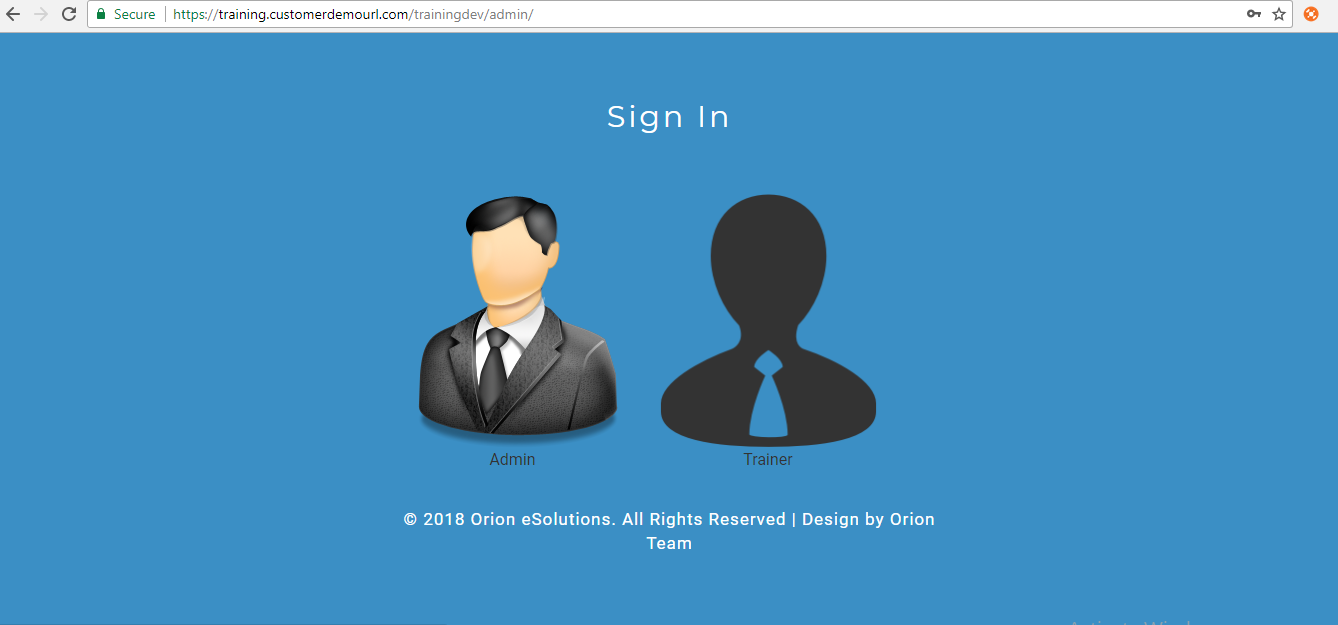 Secure https://training.customerdemourl.com/trainingdev/admin/
Sign In
Admin Trainer
© 2018 Orion eSolutions. All Rights Reserved | Design by Orion
Team